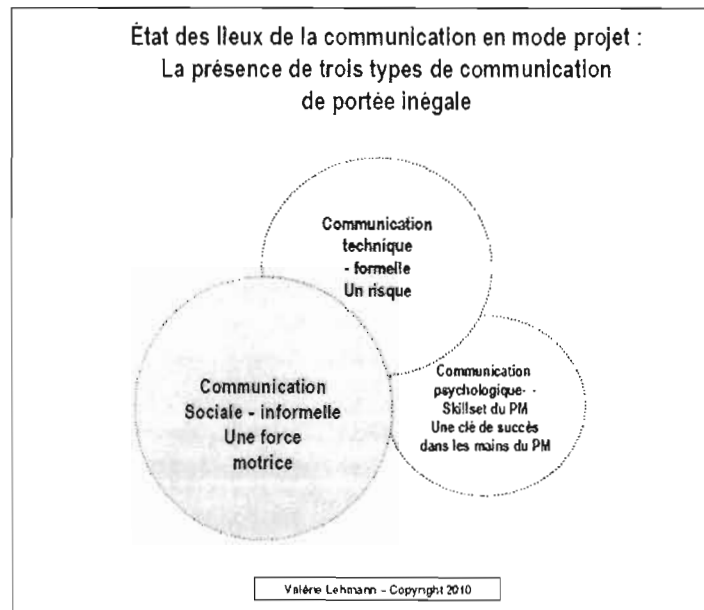 État des lieux de la communication en mode projet :
La présence de trois types de communication
de portée inégale
Communication
technique
- formelle
Un risque
Communication
Sociale - informelle
Une force
motrice
Communication
psychologique- -
Skillset du PM
Une clé de succès
dans les mains du PM
Valérie Lehmann - Copyright 2010